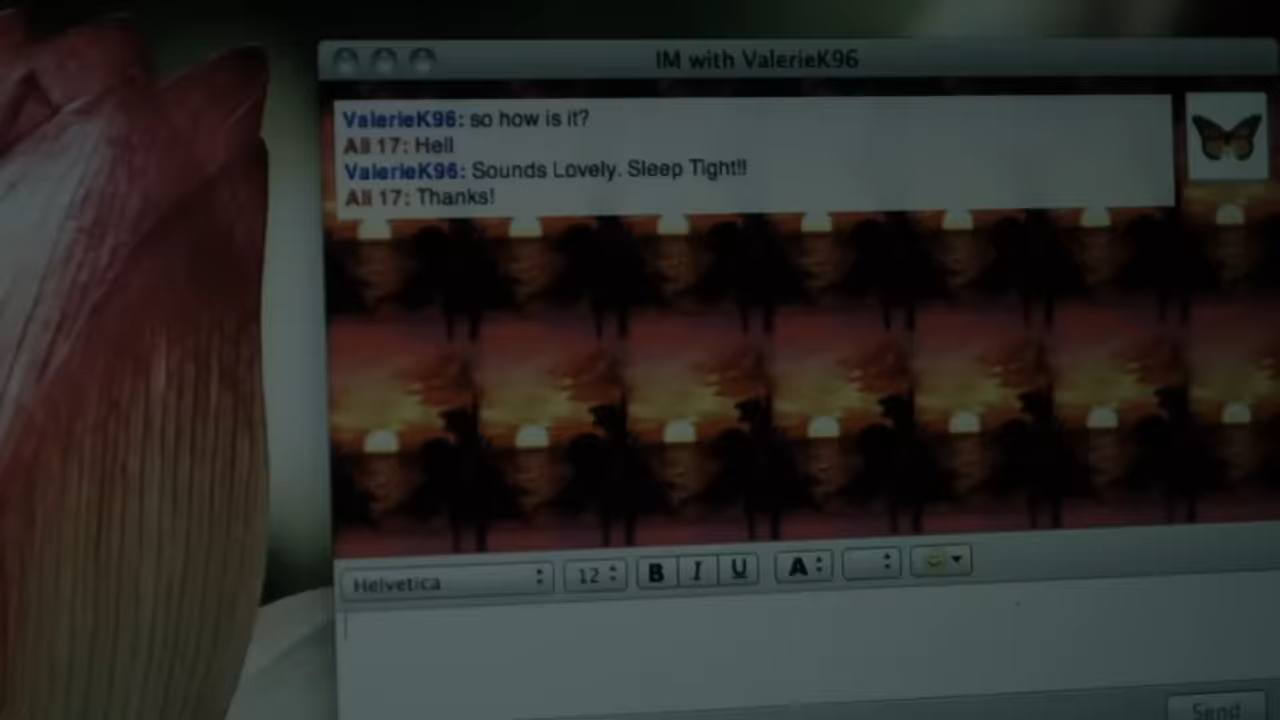 IM with ValerieK96
ValerieK96: so how is it?
Ali 17: Hell
ValerieK96: Sounds Lovely. Sleep Tight!!
Ali 17: Thanks!
Helvetica
12
B I U
A
Send